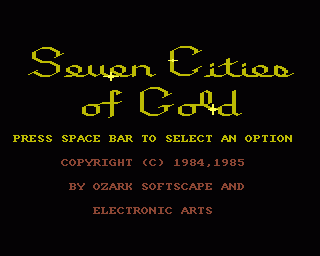 Seven Cities
of Gold
PRESS SPACE BAR TO SELECT AN OPTION
COPYRIGHT (C) 1984,1985
BY OZARK SOFTSCAPE AND
ELECTRONIC ARTS